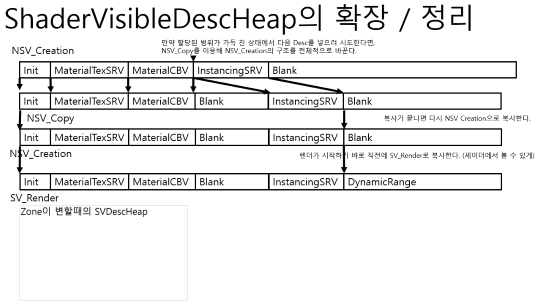 ShaderVisibleDescHeap의 확장 / 정리
만약 할당된 범위가 가득 찬 상태에서 다음 Desc를 넣으려 시도한다면,
NSV_Copy를 이용해 NSV_Creation의 구조를 전체적으로 바꾼다.
NSV_Creation
Init MaterialTexSRV MaterialCBV InstancingSRV Blank
Init MaterialTexSRV MaterialCBV Blank InstancingSRV Blank
NSV_Copy
복사가 끝나면 다시 NSV Creation으로 복사한다.
Init MaterialTexSRV MaterialCBV Blank InstancingSRV Blank
NSV_Creation
렌더가 시작하기 바로 직전에 SV_Render로 복사한다. (셰이더에서 볼 수 있게)
Init MaterialTexSRV MaterialCBV Blank InstancingSRV DynamicRange
SV_Render
Zone이 변할때의 SVDescHeap